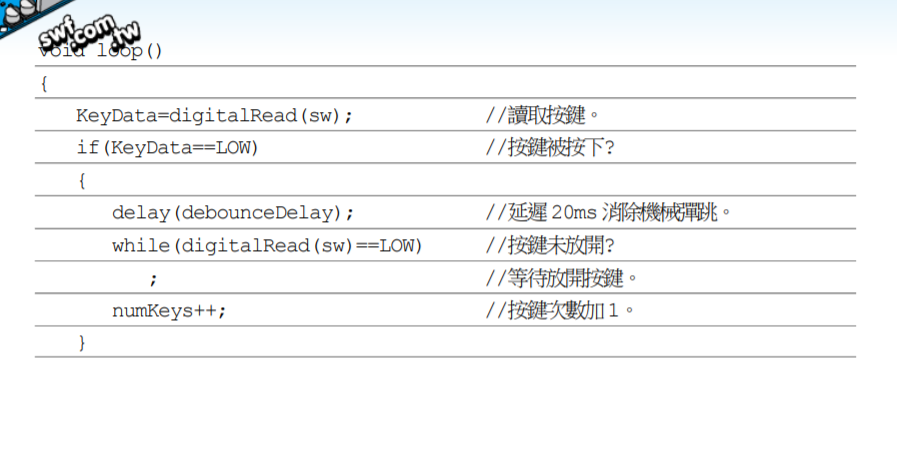 swf.com.tw
void loop()
{
KeyData=digitalRead(sw); //讀取按鍵。
if(KeyData==LOW) //按鍵被按下?
{
delay(debounceDelay); //延遲 20ms 消除機械彈跳。
while(digitalRead(sw)==LOW) //按鍵未放開?
; //等待放開按鍵。
numKeys++; //按鍵次數加 1。
}